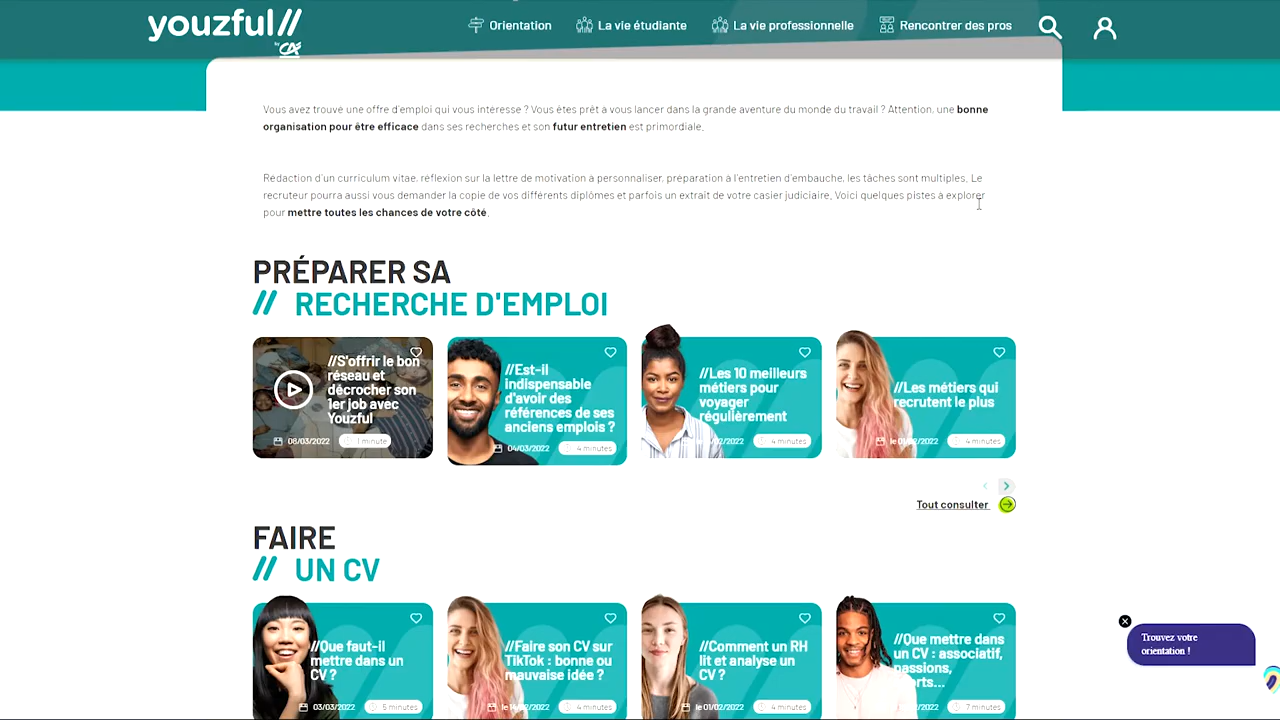 youzful//
by CA
Orientation
La vie étudiante
La vie professionnelle
Rencontrer des pros
Vous avez trouvé une offre d'emploi qui vous intéresse ? Vous êtes prêt à vous lancer dans la grande aventure du monde du travail ? Attention, une bonne
organisation pour être efficace dans ses recherches et son futur entretien est primordiale.
Rédaction d'un curriculum vitae, réflexion sur la lettre de motivation à personnaliser, préparation à l'entretien d'embauche, les tâches sont multiples. Le
recruteur pourra aussi vous demander la copie de vos différents diplômes et parfois un extrait de votre casier judiciaire. Voici quelques pistes à explorer
pour mettre toutes les chances de votre côté.
PRÉPARER SA
// RECHERCHE D'EMPLOI
//S'offrir le bon
réseau et
décrocher son
1er job avec
Youzful
08/03/2022
1 minute
//Est-il
indispensable
d'avoir des
références de ses
anciens emplois ?
04/03/2022
4 minutes
//Les 10 meilleurs
métiers pour
voyager
régulièrement
/02/2022
4 minutes
//Les métiers qui
recrutent le plus
le 01/02/2022
4 minutes
Tout consulter
FAIRE
// UN CV
//Que faut-il
mettre dans un
CV ?
03/03/2022
5 minutes
//Faire son CV sur
TikTok : bonne ou
mauvaise idée ?
/02/2022
4 minutes
//Comment un RH
lit et analyse un
CV ?
le 01/02/2022
4 minutes
//Que mettre dans
un CV : associatif,
passions,
orts...
/02/2022
7 minutes
Trouvez votre
orientation !